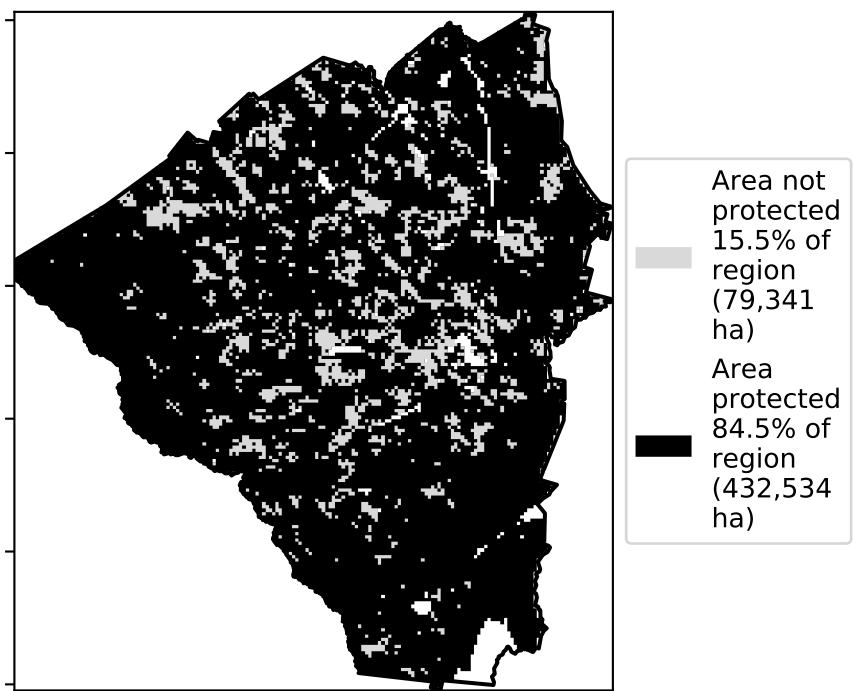 Area not
protected
15.5% of
region
(79,341
ha)
Area
protected
84.5% of
region
(432,534
ha)